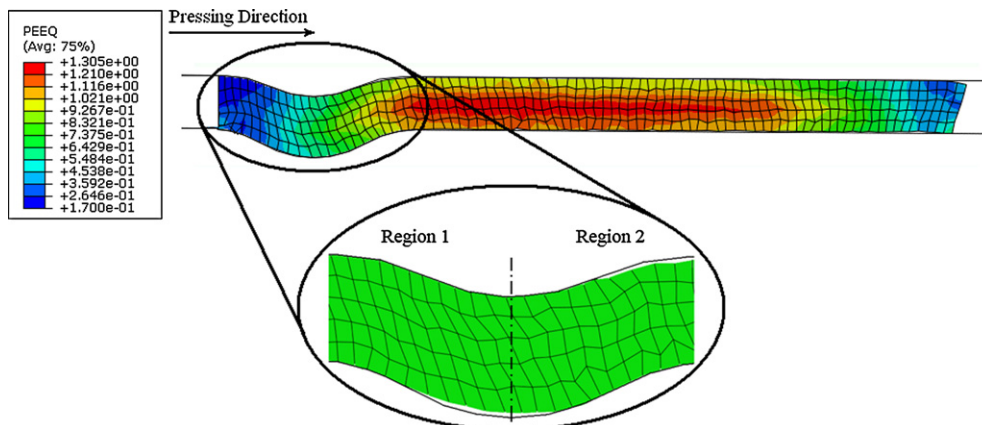 Pressing Direction
PEEQ
(Avg: 75%)
+1.305e+00
+1.210e+00
+1.116e+00
+1.021e+00
+9.267e-01
+8.321e-01
+7.375e-01
+6.429e-01
+5.484e-01
+4.538e-01
+3.592e-01
+2.646e-01
+1.700e-01
Region 1
Region 2